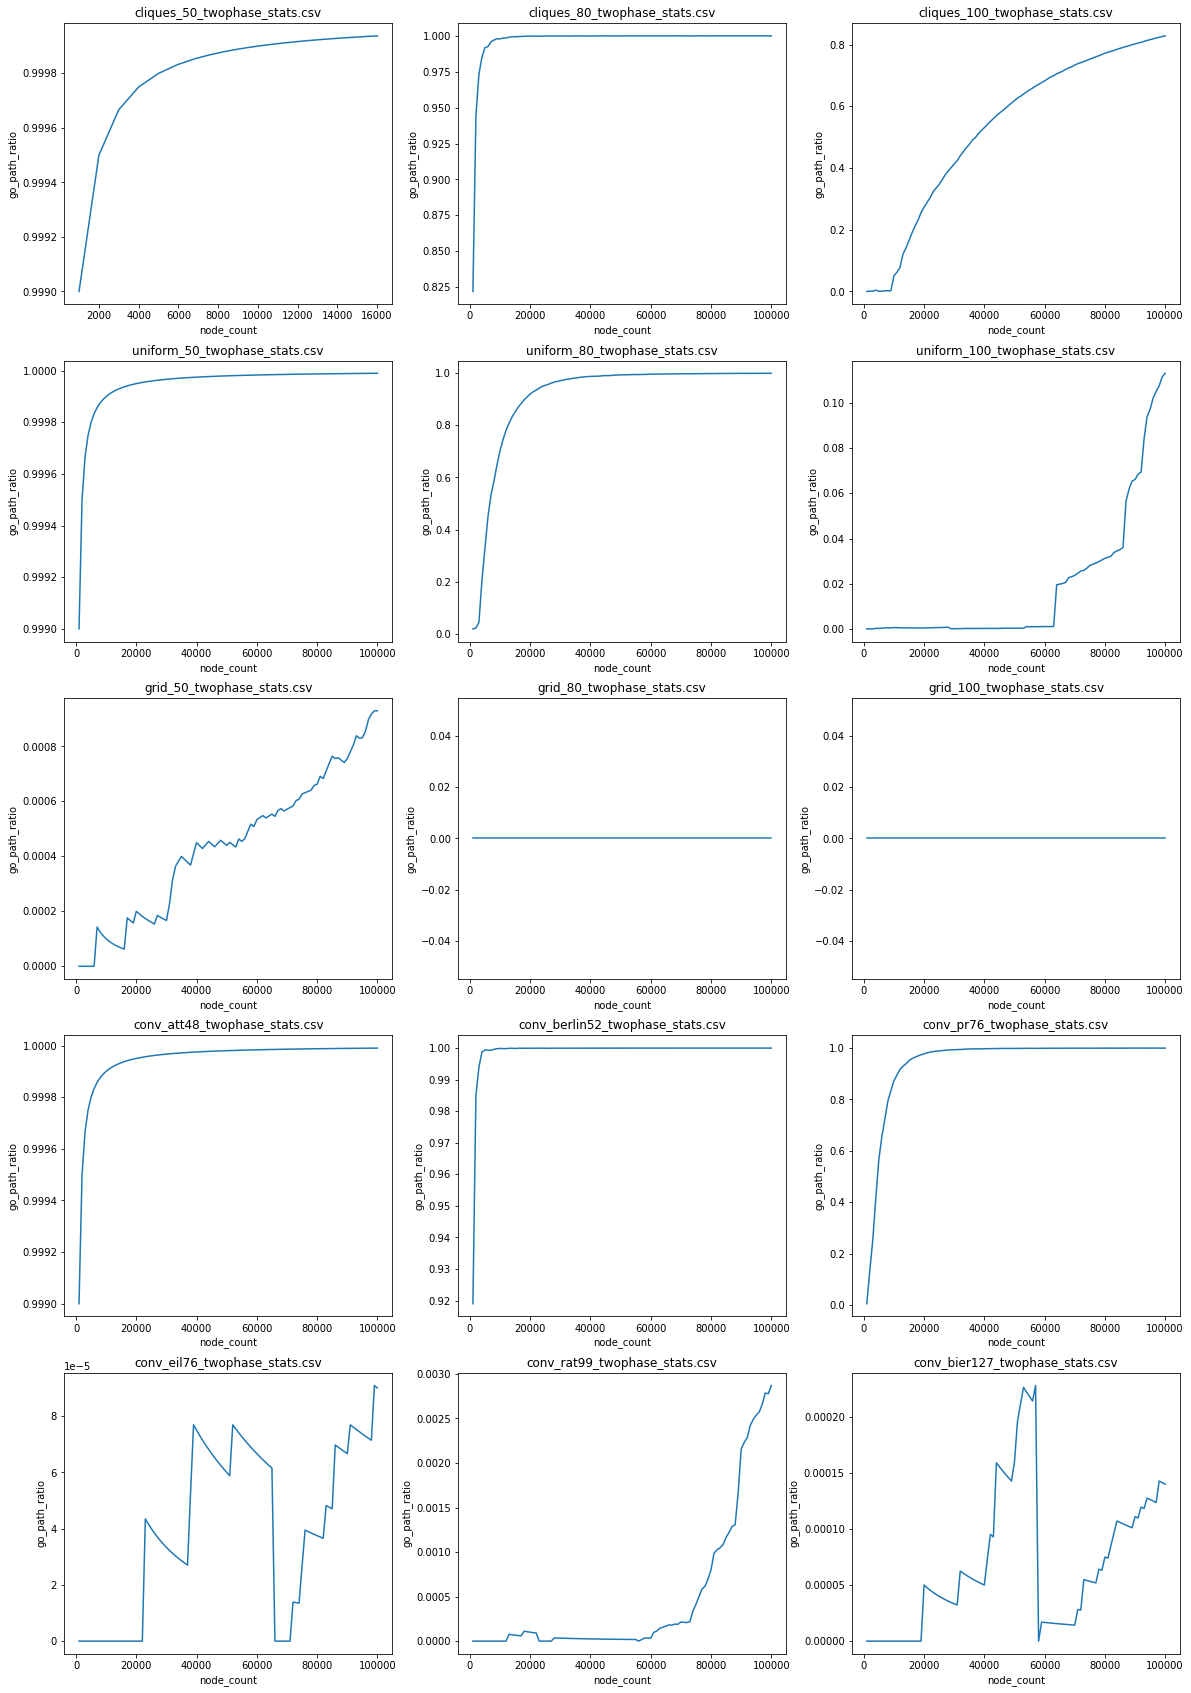 cliques_50_twophase_stats.csv
go_path_ratio
0.9998
0.9996
0.9994
0.9992
0.9990
2000 4000 6000 8000 10000 12000 14000 16000
node_count
cliques_80_twophase_stats.csv
go_path_ratio
1.000
0.975
0.950
0.925
0.900
0.875
0.850
0.825
0 20000 40000 60000 80000 100000
node_count
cliques_100_twophase_stats.csv
go_path_ratio
0.8
0.6
0.4
0.2
0.0
0 20000 40000 60000 80000 100000
node_count
uniform_50_twophase_stats.csv
go_path_ratio
1.0000
0.9998
0.9996
0.9994
0.9992
0.9990
0 20000 40000 60000 80000 100000
node_count
uniform_80_twophase_stats.csv
go_path_ratio
1.0
0.8
0.6
0.4
0.2
0.0
0 20000 40000 60000 80000 100000
node_count
uniform_100_twophase_stats.csv
go_path_ratio
0.10
0.08
0.06
0.04
0.02
0.00
0 20000 40000 60000 80000 100000
node_count
grid_50_twophase_stats.csv
go_path_ratio
0.0008
0.0006
0.0004
0.0002
0.0000
0 20000 40000 60000 80000 100000
node_count
grid_80_twophase_stats.csv
go_path_ratio
0.04
0.02
0.00
−0.02
−0.04
0 20000 40000 60000 80000 100000
node_count
grid_100_twophase_stats.csv
go_path_ratio
0.04
0.02
0.00
−0.02
−0.04
0 20000 40000 60000 80000 100000
node_count
conv_att48_twophase_stats.csv
go_path_ratio
1.0000
0.9998
0.9996
0.9994
0.9992
0.9990
0 20000 40000 60000 80000 100000
node_count
conv_berlin52_twophase_stats.csv
go_path_ratio
1.00
0.99
0.98
0.97
0.96
0.95
0.94
0.93
0.92
0 20000 40000 60000 80000 100000
node_count
conv_pr76_twophase_stats.csv
go_path_ratio
1.0
0.8
0.6
0.4
0.2
0.0
0 20000 40000 60000 80000 100000
node_count
conv_eil76_twophase_stats.csv
1e−5
go_path_ratio
8
6
4
2
0
0 20000 40000 60000 80000 100000
node_count
conv_rat99_twophase_stats.csv
go_path_ratio
0.0030
0.0025
0.0020
0.0015
0.0010
0.0005
0.0000
0 20000 40000 60000 80000 100000
node_count
conv_bier127_twophase_stats.csv
go_path_ratio
0.00020
0.00015
0.00010
0.00005
0.00000
0 20000 40000 60000 80000 100000
node_count